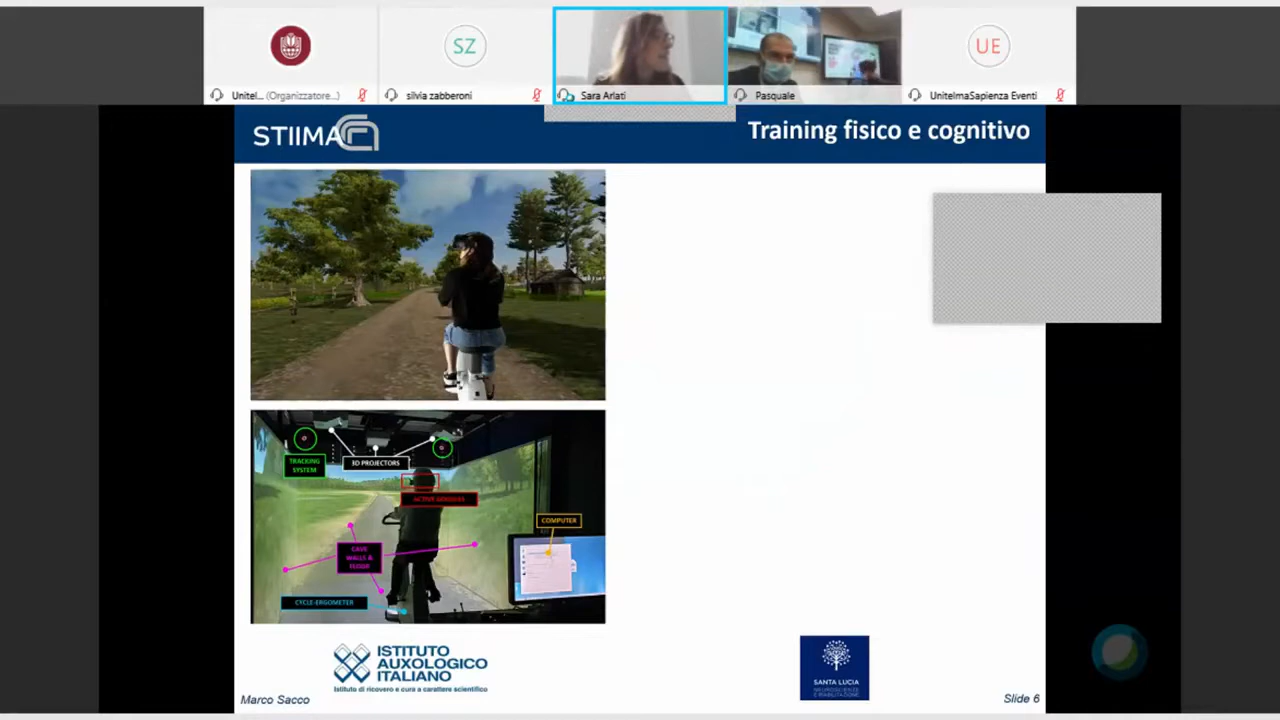 SZ
UE
Unitel... (Organizzatore...)
silvia zabberoni
Sara Arlati
Pasquale
UnitelmaSapienza Eventi
STIIMA
Training fisico e cognitivo
TRACKING
SYSTEM
3D PROJECTORS
ACTIVE GOGGLES
COMPUTER
CAVE
WALLS &
FLOOR
CYCLE-ERGOMETER
ISTITUTO
AUXOLOGICO
ITALIANO
Istituto di ricovero e cura a carattere scientifico
SANTA LUCIA
NEUROSCIENZE
E RIABILITAZIONE
Marco Sacco
Slide 6